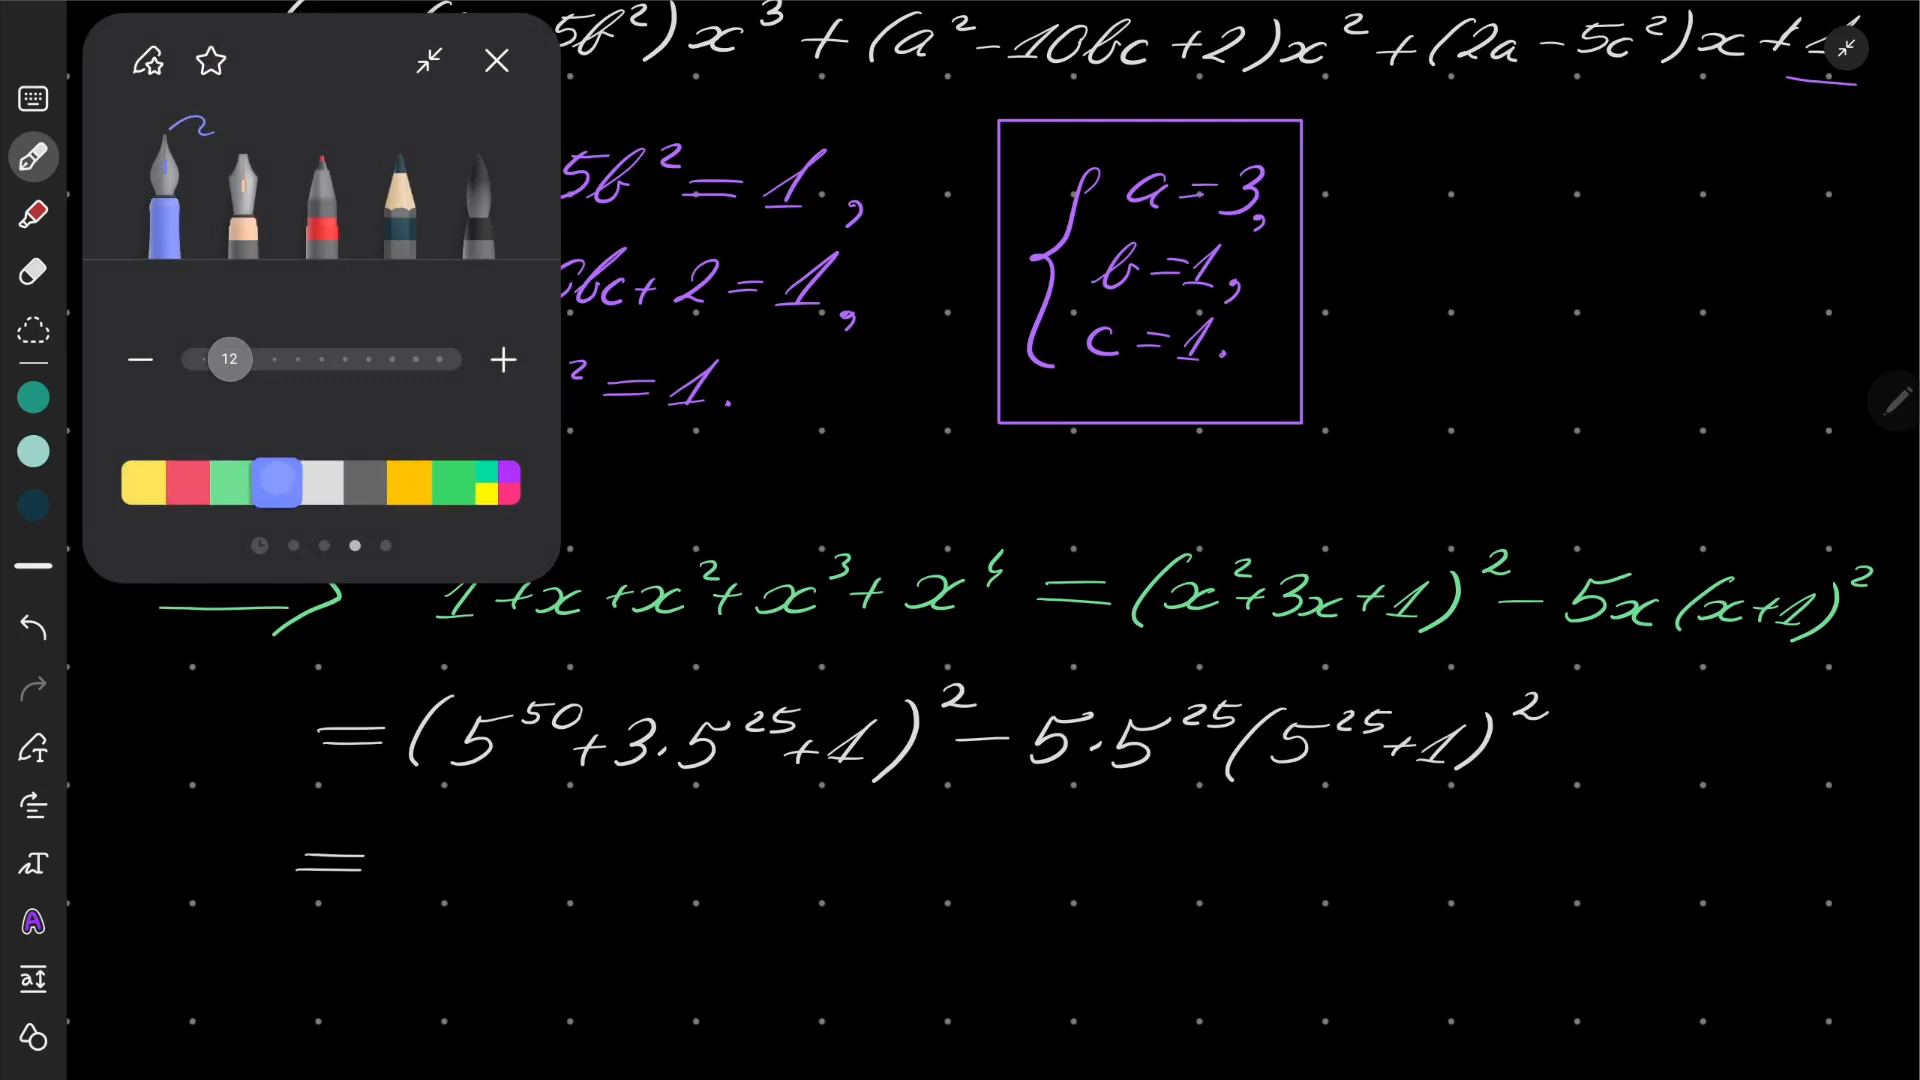 5b²)x³ + (a² - 10bc + 2)x² + (2a - 5c²)x + 1
5b² = 1,
bc + 2 = 1,
² = 1.
{ a = 3,
b = 1,
c = 1.
12
⟶ 1 + x + x² + x³ + x⁴ = (x² + 3x + 1)² - 5x(x + 1)²
= (5⁵⁰ + 3·5²⁵ + 1)² - 5·5²⁵(5²⁵ + 1)²
=